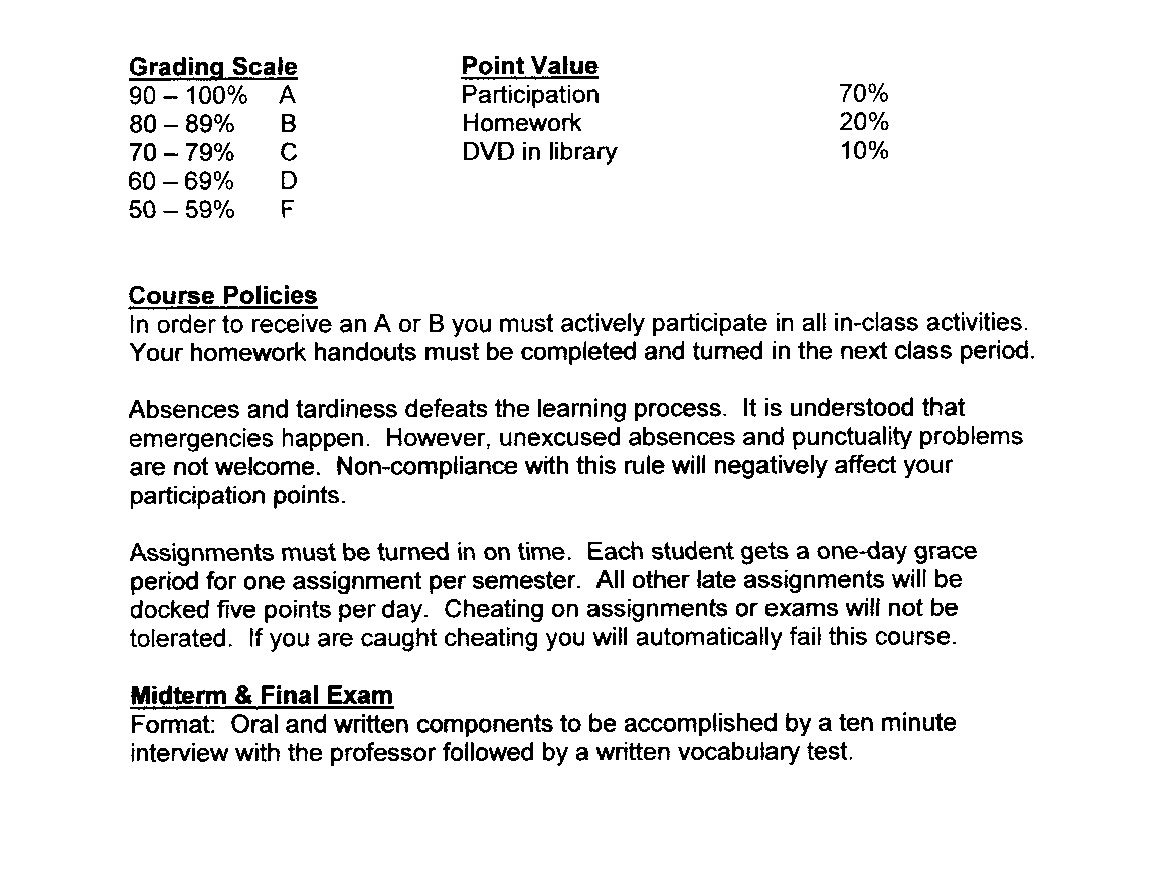 Grading Scale Point Value
90 – 100% A Participation 70%
80 – 89% B Homework 20%
70 – 79% C DVD in library 10%
60 – 69% D
50 – 59% F
Course Policies
In order to receive an A or B you must actively participate in all in-class activities.
Your homework handouts must be completed and turned in the next class period.
Absences and tardiness defeats the learning process. It is understood that
emergencies happen. However, unexcused absences and punctuality problems
are not welcome. Non-compliance with this rule will negatively affect your
participation points.
Assignments must be turned in on time. Each student gets a one-day grace
period for one assignment per semester. All other late assignments will be
docked five points per day. Cheating on assignments or exams will not be
tolerated. If you are caught cheating you will automatically fail this course.
Midterm & Final Exam
Format: Oral and written components to be accomplished by a ten minute
interview with the professor followed by a written vocabulary test.